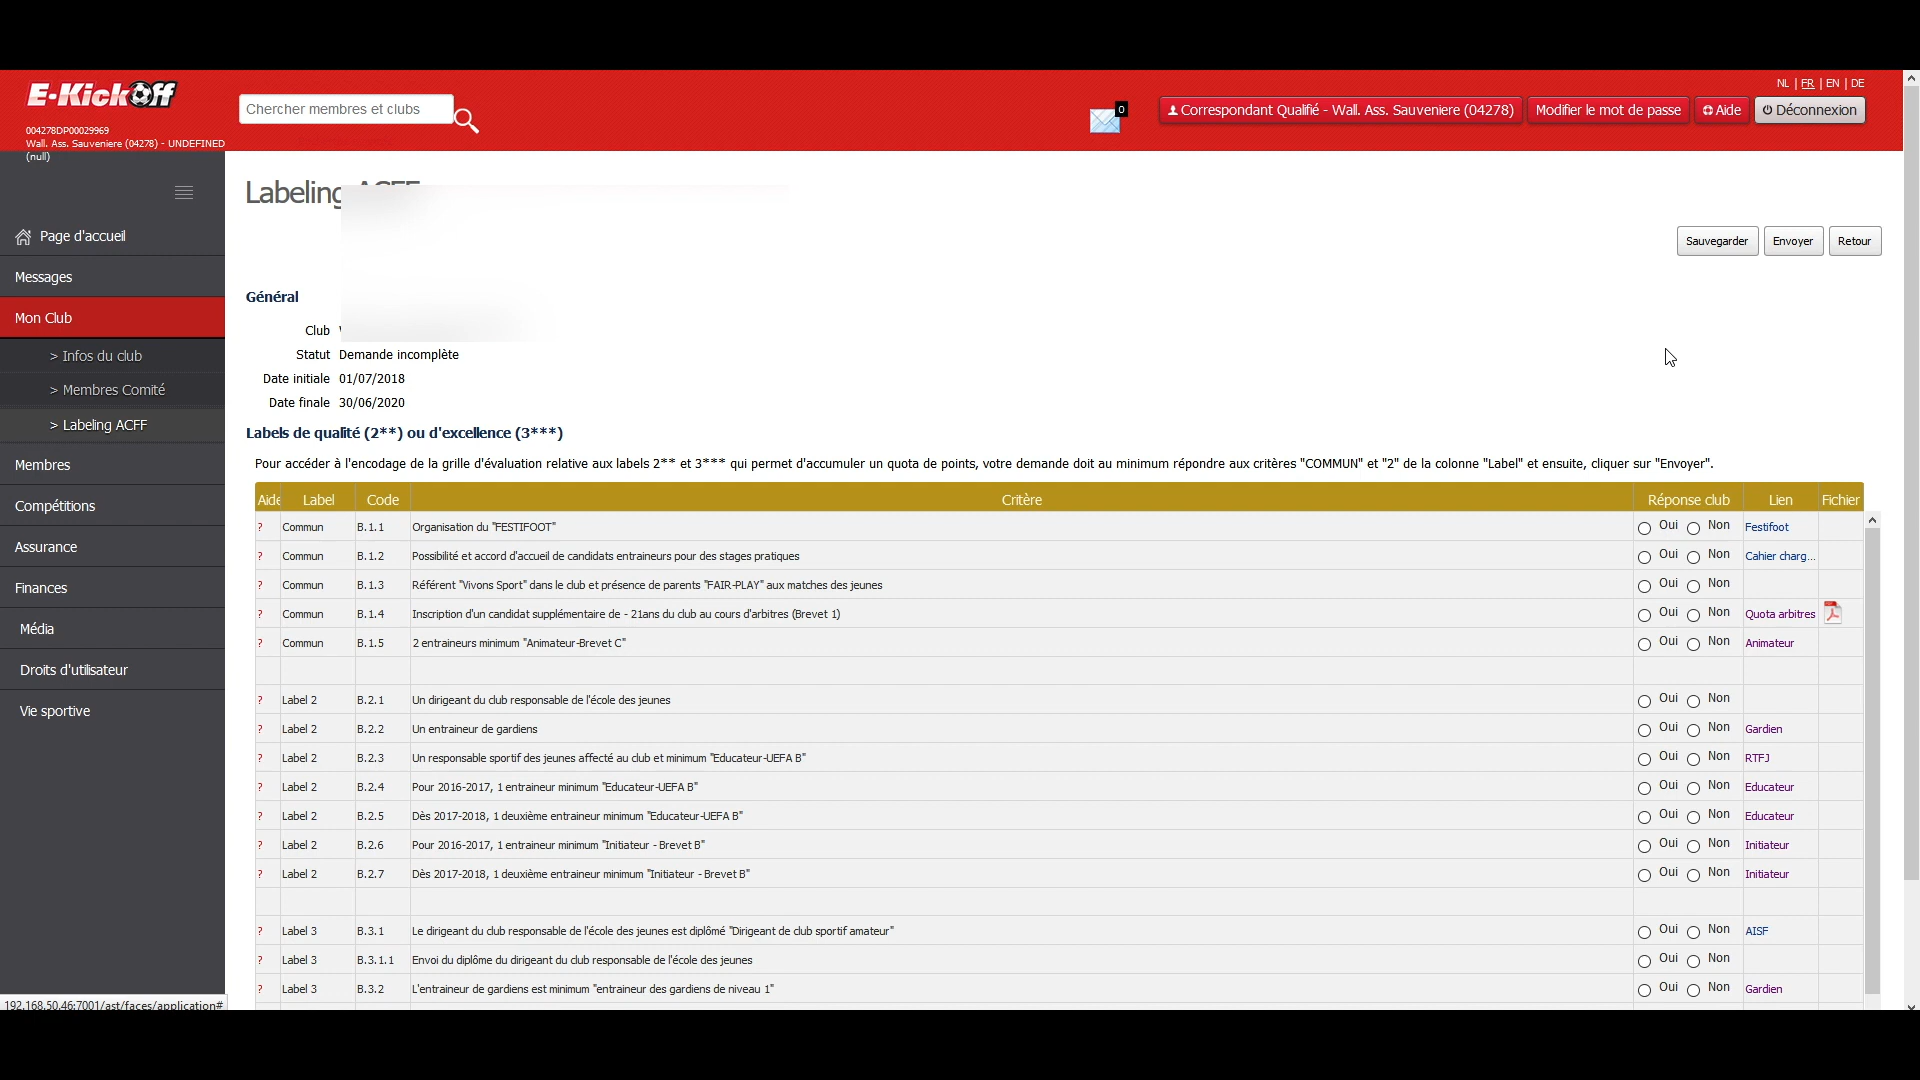 E-KickOff
NL | FR | EN | DE
Chercher membres et clubs
0
Correspondant Qualifié - Wall. Ass. Sauveniere (04278)
Modifier le mot de passe
Aide
Déconnexion
004278DP00029969
Wall. Ass. Sauveniere (04278) - UNDEFINED
(null)
Labeling ACFF
Sauvegarder
Envoyer
Retour
Page d'accueil
Messages
Mon Club
> Infos du club
> Membres Comité
> Labeling ACFF
Membres
Compétitions
Assurance
Finances
Média
Droits d'utilisateur
Vie sportive
192.168.50.46:7001/ast/faces/application#
Général
Club
Statut Demande incomplète
Date initiale 01/07/2018
Date finale 30/06/2020
Labels de qualité (2**) ou d'excellence (3***)
Pour accéder à l'encodage de la grille d'évaluation relative aux labels 2** et 3*** qui permet d'accumuler un quota de points, votre demande doit au minimum répondre aux critères "COMMUN" et "2" de la colonne "Label" et ensuite, cliquer sur "Envoyer".
Aide Label Code Critère Réponse club Lien Fichier
? Commun B.1.1 Organisation du "FESTIFOOT" Oui Non Festifoot
? Commun B.1.2 Possibilité et accord d'accueil de candidats entraineurs pour des stages pratiques Oui Non Cahier charg...
? Commun B.1.3 Référent "Vivons Sport" dans le club et présence de parents "FAIR-PLAY" aux matches des jeunes Oui Non
? Commun B.1.4 Inscription d'un candidat supplémentaire de - 21ans du club au cours d'arbitres (Brevet 1) Oui Non Quota arbitres
? Commun B.1.5 2 entraineurs minimum "Animateur-Brevet C" Oui Non Animateur
? Label 2 B.2.1 Un dirigeant du club responsable de l'école des jeunes Oui Non
? Label 2 B.2.2 Un entraineur de gardiens Oui Non Gardien
? Label 2 B.2.3 Un responsable sportif des jeunes affecté au club et minimum "Educateur-UEFA B" Oui Non RTFJ
? Label 2 B.2.4 Pour 2016-2017, 1 entraineur minimum "Educateur-UEFA B" Oui Non Educateur
? Label 2 B.2.5 Dès 2017-2018, 1 deuxième entraineur minimum "Educateur-UEFA B" Oui Non Educateur
? Label 2 B.2.6 Pour 2016-2017, 1 entraineur minimum "Initiateur - Brevet B" Oui Non Initiateur
? Label 2 B.2.7 Dès 2017-2018, 1 deuxième entraineur minimum "Initiateur - Brevet B" Oui Non Initiateur
? Label 3 B.3.1 Le dirigeant du club responsable de l'école des jeunes est diplômé "Dirigeant de club sportif amateur" Oui Non AISF
? Label 3 B.3.1.1 Envoi du diplôme du dirigeant du club responsable de l'école des jeunes Oui Non
? Label 3 B.3.2 L'entraineur de gardiens est minimum "entraineur des gardiens de niveau 1" Oui Non Gardien